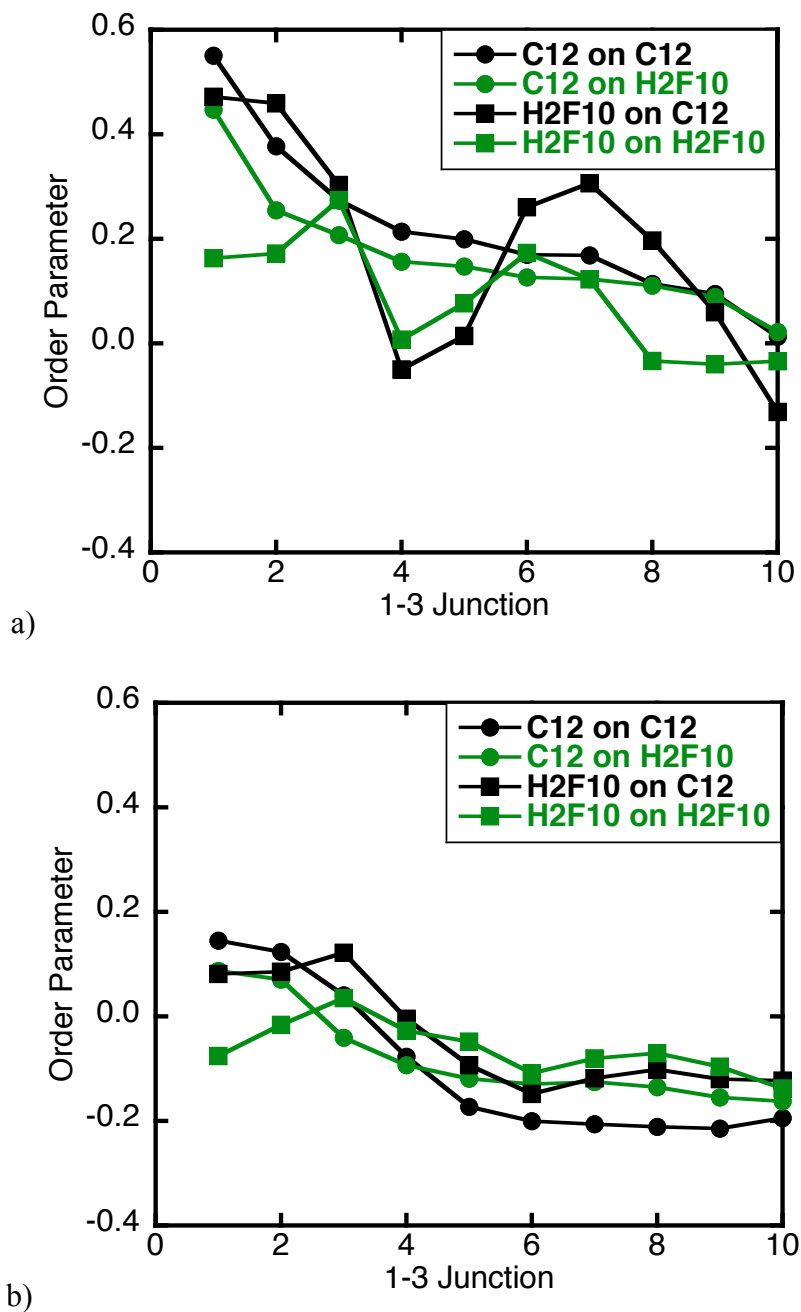 0.6
0.4
0.2
0.0
-0.2
-0.4
Order Parameter
C12 on C12
C12 on H2F10
H2F10 on C12
H2F10 on H2F10
0 2 4 6 8 10
1-3 Junction
a)
0.6
0.4
0.2
0.0
-0.2
-0.4
Order Parameter
C12 on C12
C12 on H2F10
H2F10 on C12
H2F10 on H2F10
0 2 4 6 8 10
1-3 Junction
b)